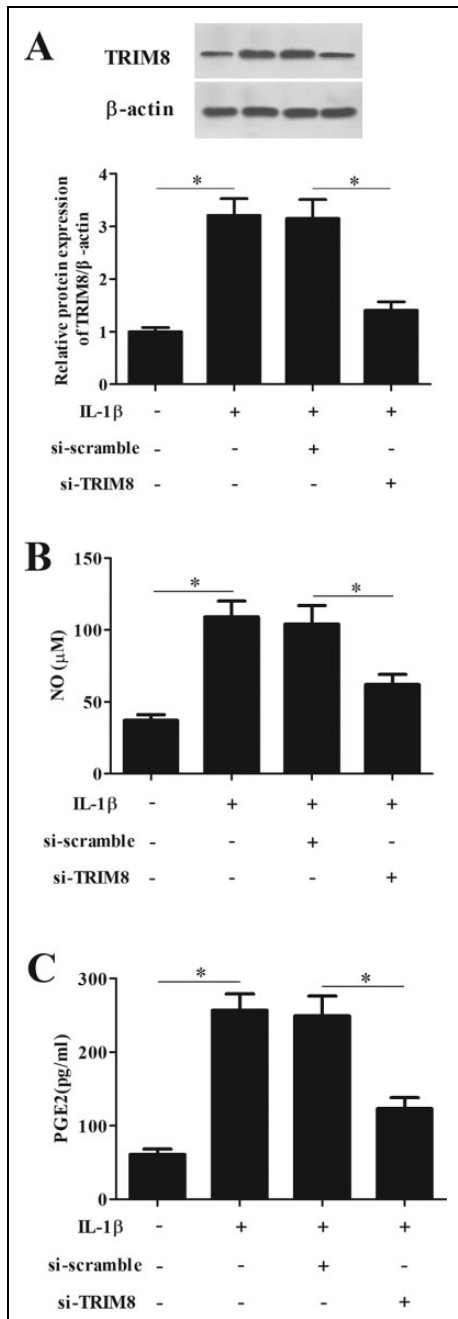 A
TRIM8
β-actin
Relative protein expression
of TRIM8/β -actin
4
3
2
1
0
* *
IL-1β - + + +
si-scramble - - + -
si-TRIM8 - - - +
B
NO (μM)
150
100
50
0
* *
IL-1β - + + +
si-scramble - - + -
si-TRIM8 - - - +
C
PGE2(pg/ml)
300
200
100
0
* *
IL-1β - + + +
si-scramble - - + -
si-TRIM8 - - - +